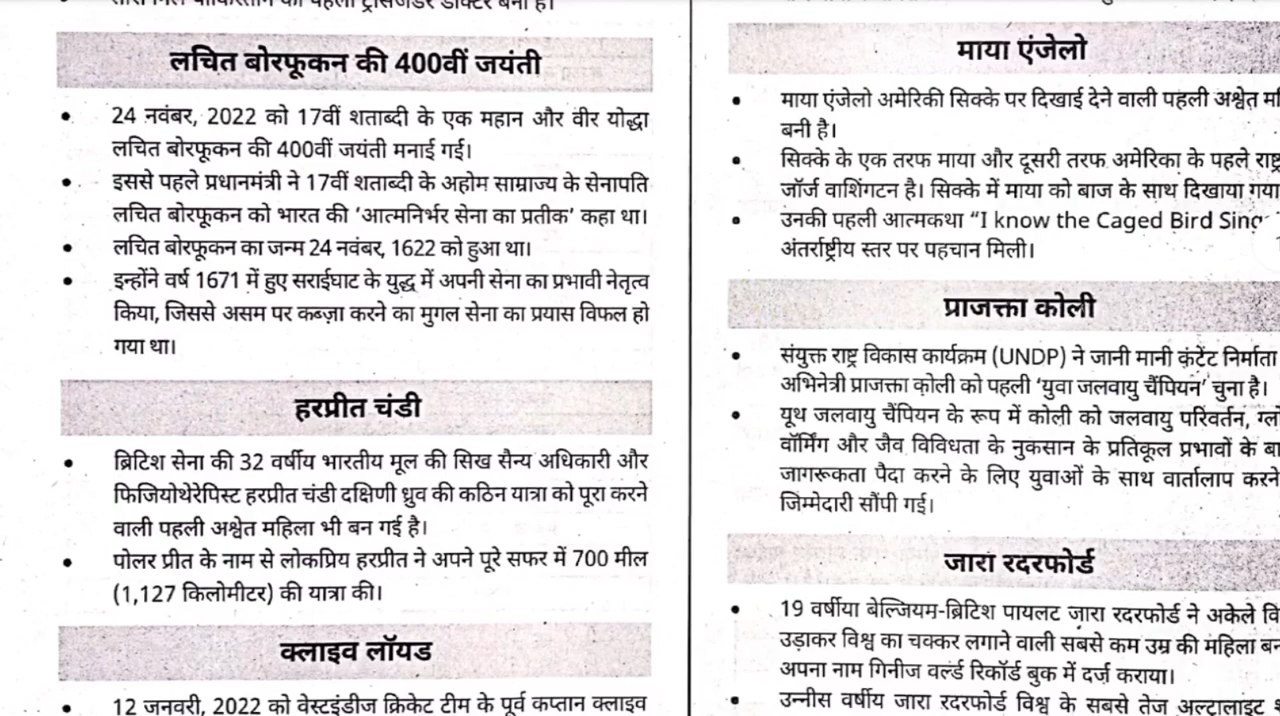 लचित बोरफूकन की 400वीं जयंती
• 24 नवंबर, 2022 को 17वीं शताब्दी के एक महान और वीर योद्धा
लचित बोरफूकन की 400वीं जयंती मनाई गई।
• इससे पहले प्रधानमंत्री ने 17वीं शताब्दी के अहोम साम्राज्य के सेनापति
लचित बोरफूकन को भारत की ‘आत्मनिर्भर सेना का प्रतीक’ कहा था।
• लचित बोरफूकन का जन्म 24 नवंबर, 1622 को हुआ था।
• इन्होंने वर्ष 1671 में हुए सराईघाट के युद्ध में अपनी सेना का प्रभावी नेतृत्व
किया, जिससे असम पर कब्ज़ा करने का मुगल सेना का प्रयास विफल हो
गया था।
हरप्रीत चंडी
• ब्रिटिश सेना की 32 वर्षीय भारतीय मूल की सिख सैन्य अधिकारी और
फिजियोथेरेपिस्ट हरप्रीत चंडी दक्षिणी ध्रुव की कठिन यात्रा को पूरा करने
वाली पहली अश्वेत महिला भी बन गई है।
• पोलर प्रीत के नाम से लोकप्रिय हरप्रीत ने अपने पूरे सफर में 700 मील
(1,127 किलोमीटर) की यात्रा की।
क्लाइव लॉयड
• 12 जनवरी, 2022 को वेस्टइंडीज क्रिकेट टीम के पूर्व कप्तान क्लाइव
माया एंजेलो
• माया एंजेलो अमेरिकी सिक्के पर दिखाई देने वाली पहली अश्वेत
बनी है।
• सिक्के के एक तरफ माया और दूसरी तरफ अमेरिका के पहले
जॉर्ज वाशिंगटन है। सिक्के में माया को बाज के साथ दिखाया गया
• उनकी पहली आत्मकथा “I know the Caged Bird
अंतर्राष्ट्रीय स्तर पर पहचान मिली।
प्राजक्ता कोली
• संयुक्त राष्ट्र विकास कार्यक्रम (UNDP) ने जानी मानी कंटेंट निर्माता
अभिनेत्री प्राजक्ता कोली को पहली ‘युवा जलवायु चैंपियन’ चुना है।
• यूथ जलवायु चैंपियन के रूप में कोली को जलवायु परिवर्तन,
वॉर्मिंग और जैव विविधता के नुकसान के प्रतिकूल प्रभावों के
जागरूकता पैदा करने के लिए युवाओं के साथ वार्तालाप करने
जिम्मेदारी सौंपी गई।
जारा रदरफोर्ड
• 19 वर्षीया बेल्जियम-ब्रिटिश पायलट जारा रदरफोर्ड ने अकेले
उड़ाकर विश्व का चक्कर लगाने वाली सबसे कम उम्र की महिला
अपना नाम गिनीज वर्ल्ड रिकॉर्ड बुक में दर्ज़ कराया।
• उन्नीस वर्षीय जारा रदरफोर्ड विश्व के सबसे तेज अल्ट्रालाइट